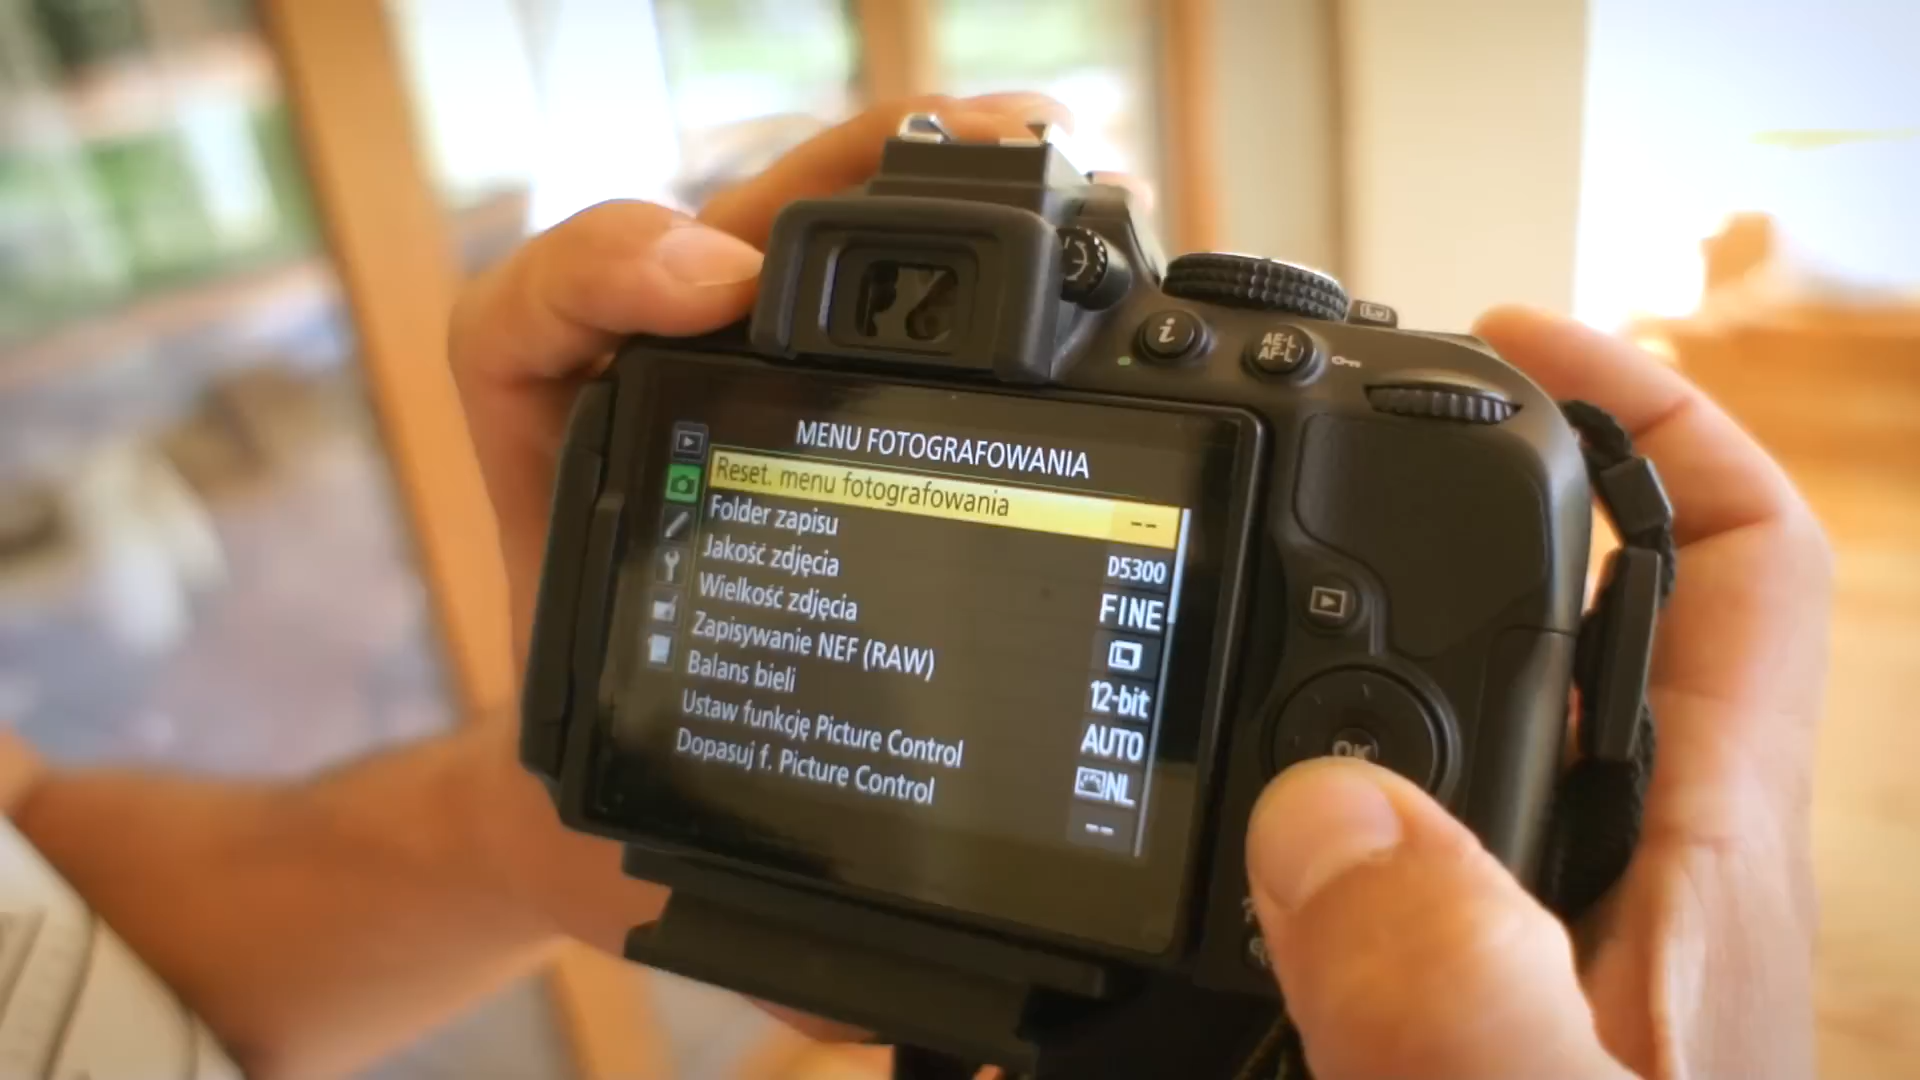 Lv
i
AE-L
AF-L
MENU FOTOGRAFOWANIA
Reset. menu fotografowania --
Folder zapisu D5300
Jakość zdjęcia FINE
Wielkość zdjęcia L
Zapisywanie NEF (RAW) 12-bit
Balans bieli AUTO
Ustaw funkcję Picture Control NL
Dopasuj f. Picture Control --
OK